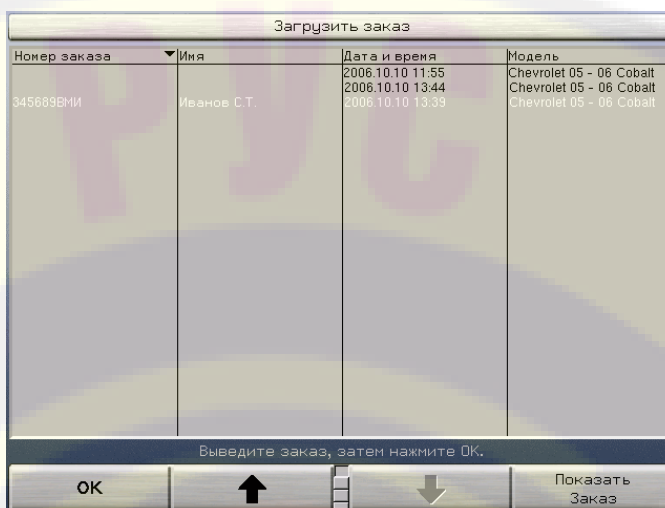 Загрузить заказ
Номер заказа Имя Дата и время Модель
2006.10.10 11:55 Chevrolet 05 - 06 Cobalt
2006.10.10 13:44 Chevrolet 05 - 06 Cobalt
345689ВМИ Иванов С.Т. 2006.10.10 13:39 Chevrolet 05 - 06 Cobalt
РУС
Выведите заказ, затем нажмите OK.
OK
Показать
Заказ